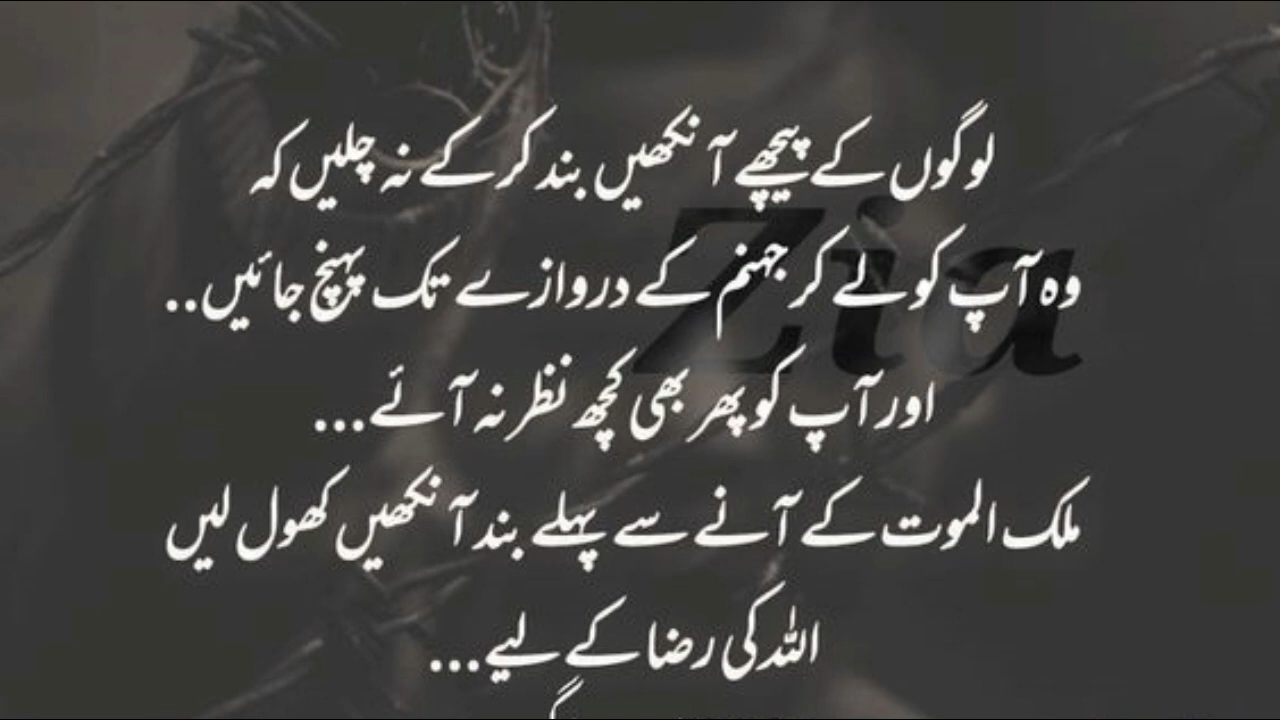 لوگوں کے پیچھے آنکھیں بند کر کے نہ چلیں کہ
وہ آپ کو لے کر جہنم کے دروازے تک پہنچ جائیں..
Zia
اور آپ کو پھر بھی کچھ نظر نہ آئے...
ملک الموت کے آنے سے پہلے بند آنکھیں کھول لیں
اللہ کی رضا کے لیے...